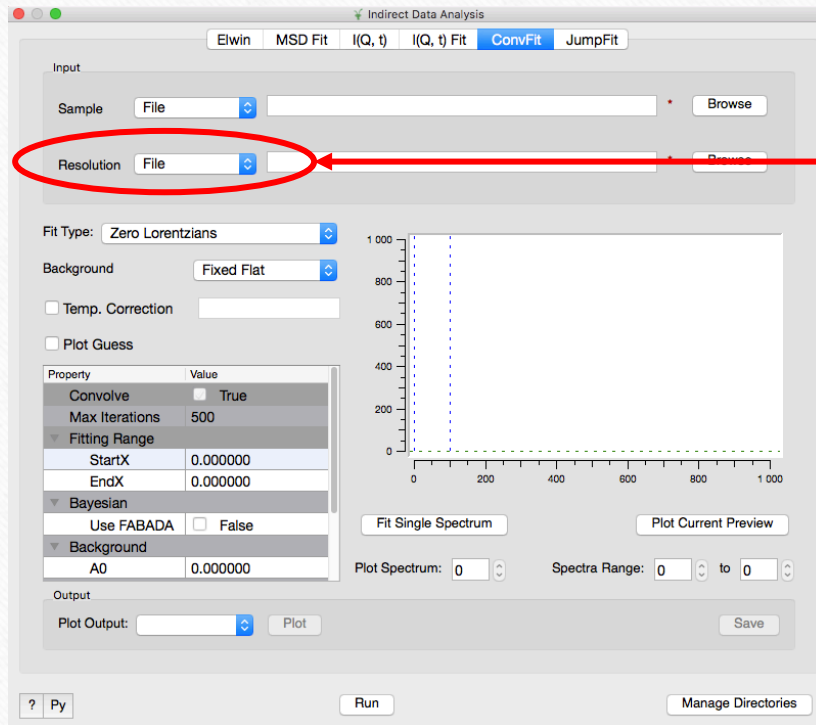 Indirect Data Analysis
Elwin MSD Fit I(Q, t) I(Q, t) Fit ConvFit JumpFit
Input
Sample File * Browse
Resolution File * Browse
Fit Type: Zero Lorentzians
Background Fixed Flat
Temp. Correction
Plot Guess
Property Value
Convolve True
Max Iterations 500
Fitting Range
StartX 0.000000
EndX 0.000000
Bayesian
Use FABADA False
Background
A0 0.000000
1 000
800
600
400
200
0
0 200 400 600 800 1 000
Fit Single Spectrum Plot Current Preview
Plot Spectrum: 0 Spectra Range: 0 to 0
Output
Plot Output: Plot Save
? Py Run Manage Directories